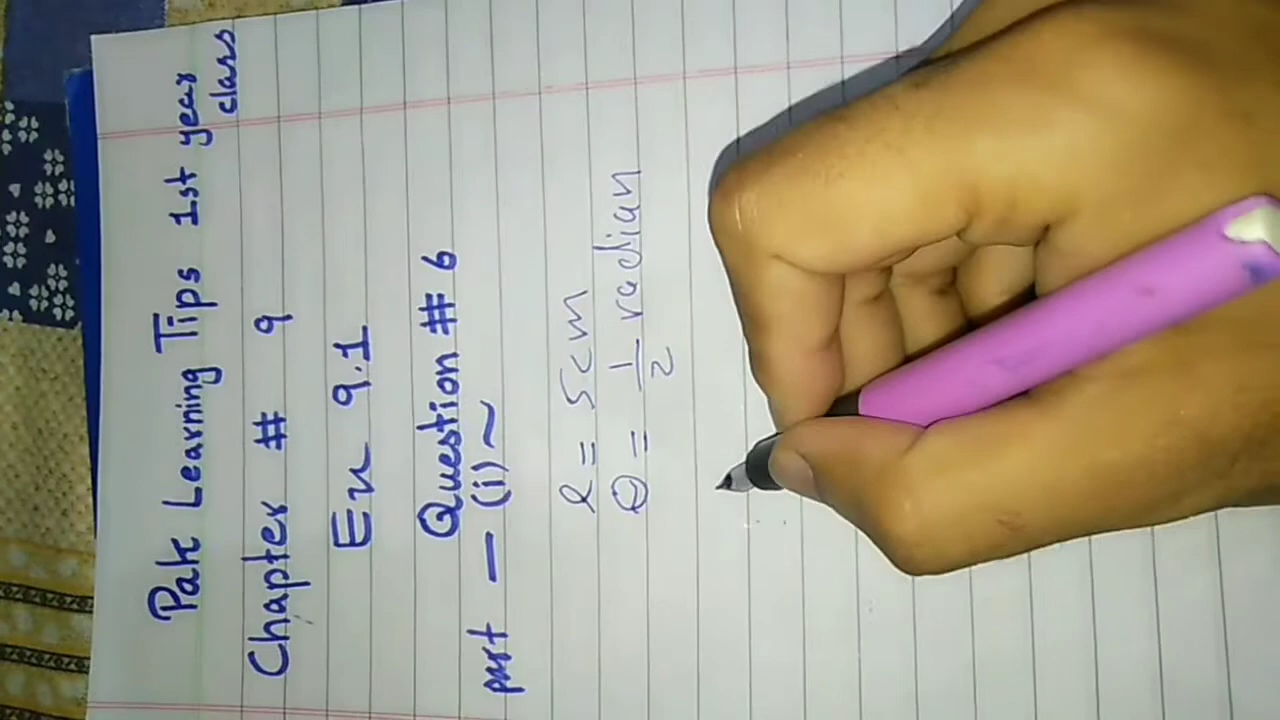 Pak Learning Tips 1st year
class
Chapter # 9
Ex 9.1
Question # 6
part — (i) ~
l = 5cm
θ = 1/2 radian